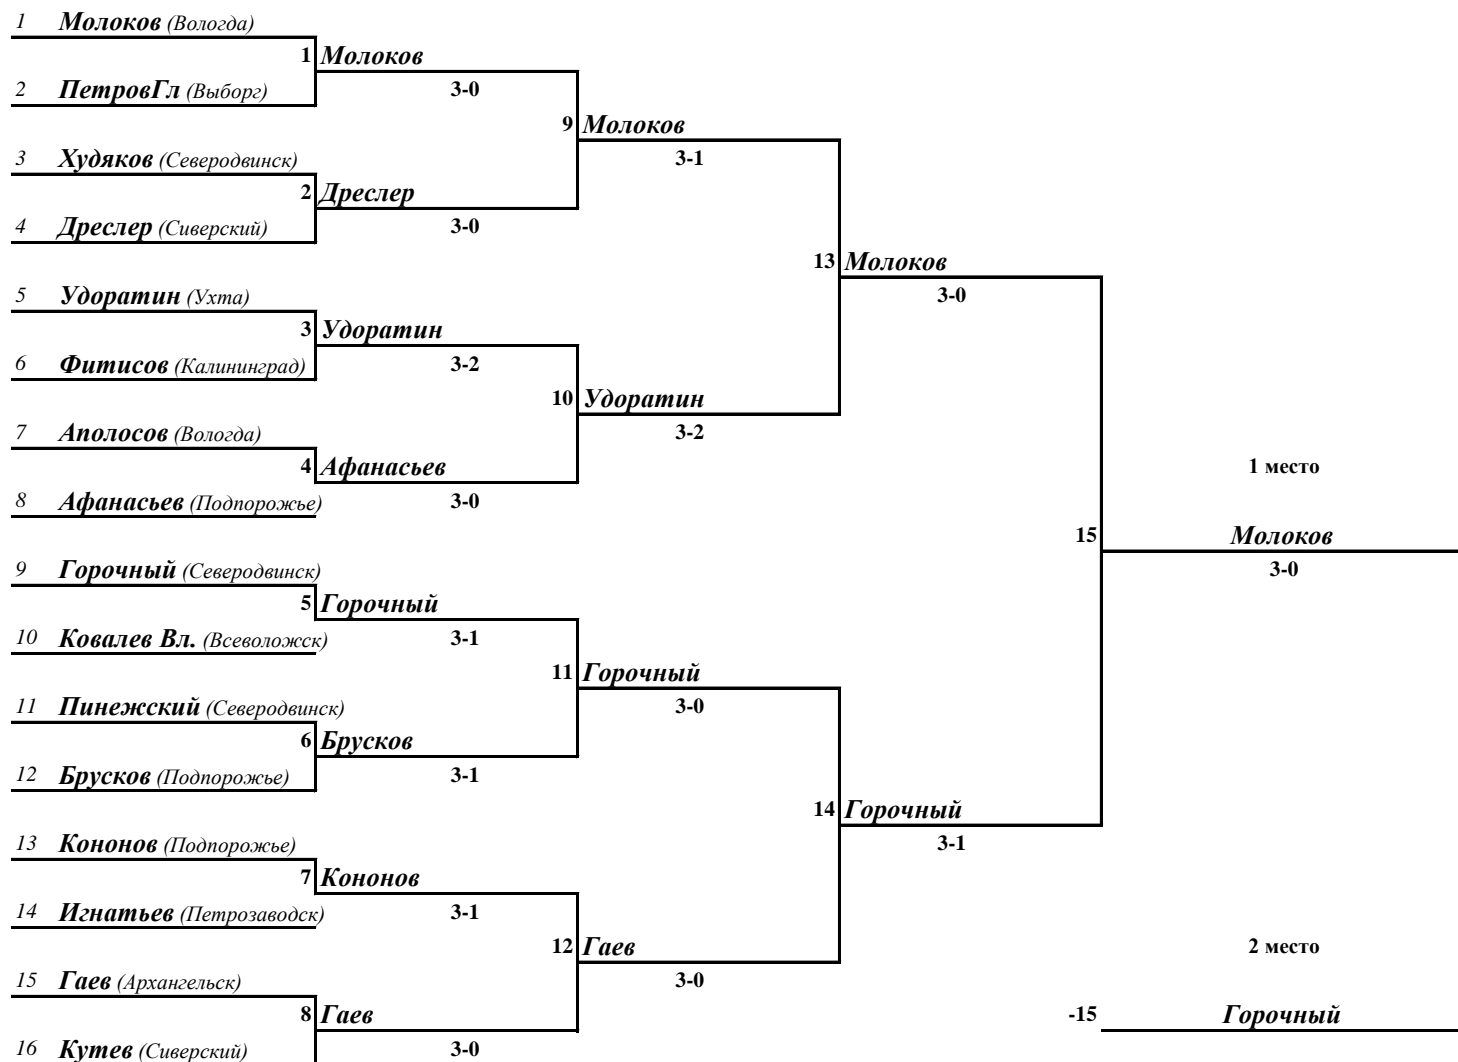 1 Молоков (Вологда)
1 Молоков
2 ПетровГл (Выборг)
3-0
9 Молоков
3 Худяков (Северодвинск)
3-1
2 Дреслер
4 Дреслер (Сиверский)
3-0
13 Молоков
5 Удоратин (Ухта)
3-0
3 Удоратин
6 Фитисов (Калининград)
3-2
10 Удоратин
7 Аполосов (Вологда)
3-2
4 Афанасьев
1 место
8 Афанасьев (Подпорожье)
3-0
15 Молоков
9 Горочный (Северодвинск)
3-0
5 Горочный
10 Ковалев Вл. (Всеволожск)
3-1
11 Горочный
11 Пинежский (Северодвинск)
3-0
6 Брусков
12 Брусков (Подпорожье)
3-1
14 Горочный
13 Кононов (Подпорожье)
3-1
7 Кононов
14 Игнатьев (Петрозаводск)
3-1
12 Гаев
2 место
15 Гаев (Архангельск)
3-0
8 Гаев
-15 Горочный
16 Кутев (Сиверский)
3-0